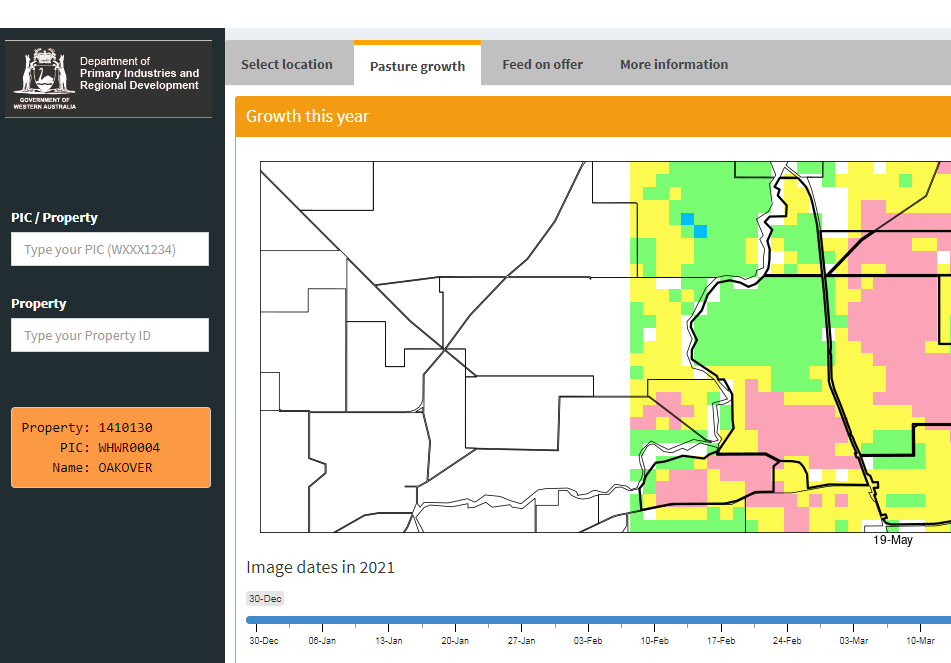 Department of
Primary Industries and
Regional Development
GOVERNMENT OF
WESTERN AUSTRALIA
Select location
Pasture growth
Feed on offer
More information
Growth this year
PIC / Property
Type your PIC (WXXX1234)
Property
Type your Property ID
Property: 1410130
PIC: WHWR0004
Name: OAKOVER
19-May
Image dates in 2021
30-Dec
30-Dec 06-Jan 13-Jan 20-Jan 27-Jan 03-Feb 10-Feb 17-Feb 24-Feb 03-Mar 10-Mar